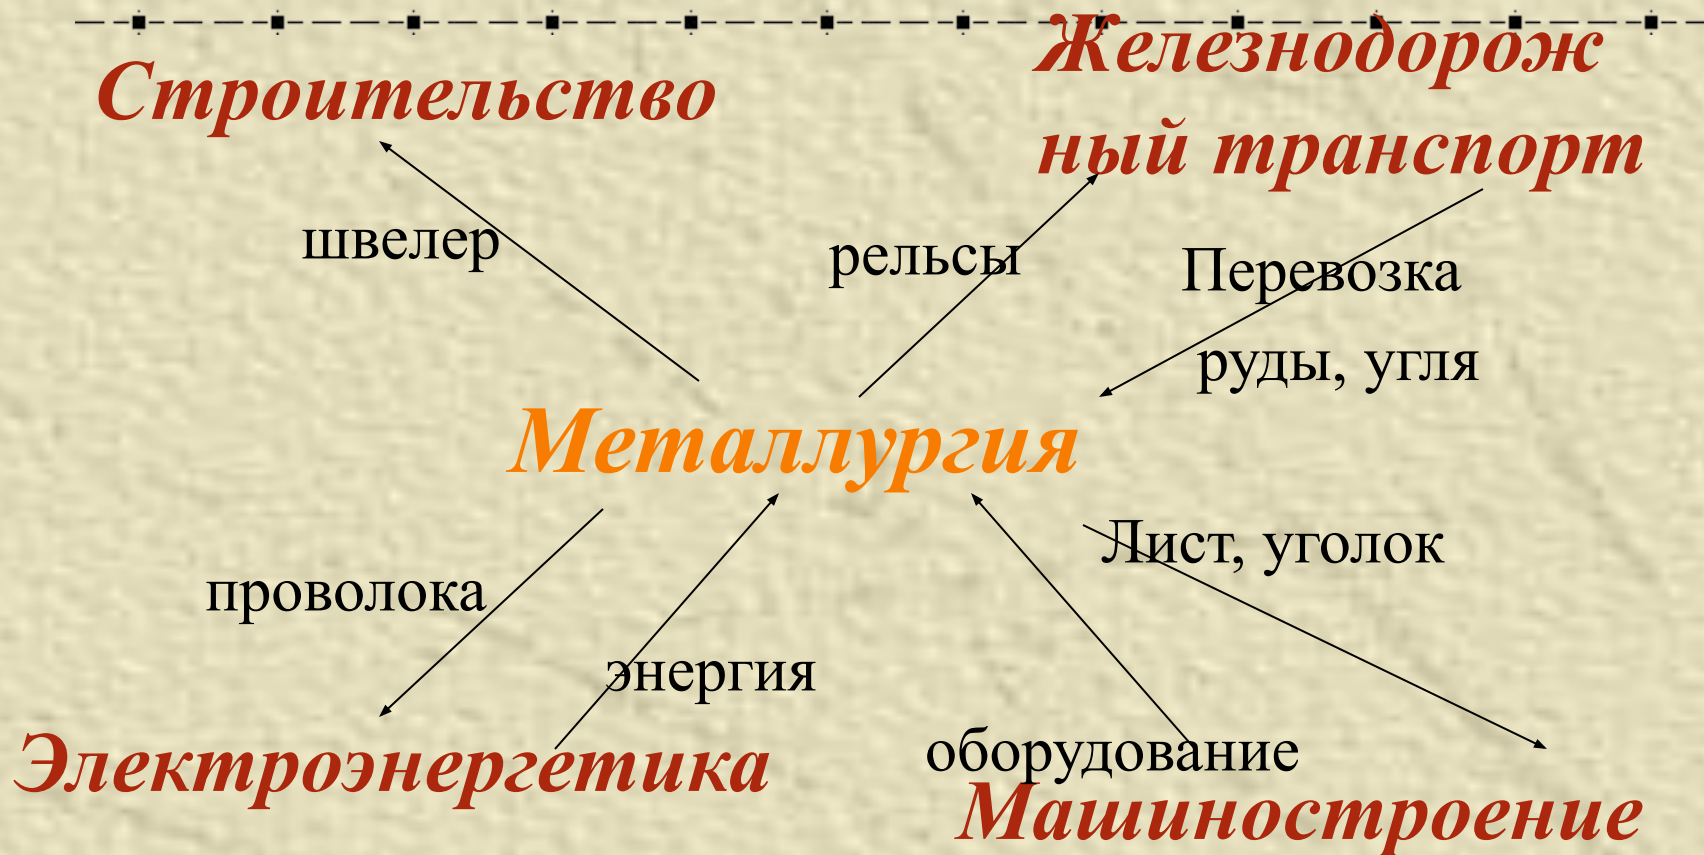 Строительство
Железнодорож
ный транспорт
швелер
рельсы
Перевозка
руды, угля
Металлургия
Лист, уголок
проволока
энергия
оборудование
Электроэнергетика
Машиностроение